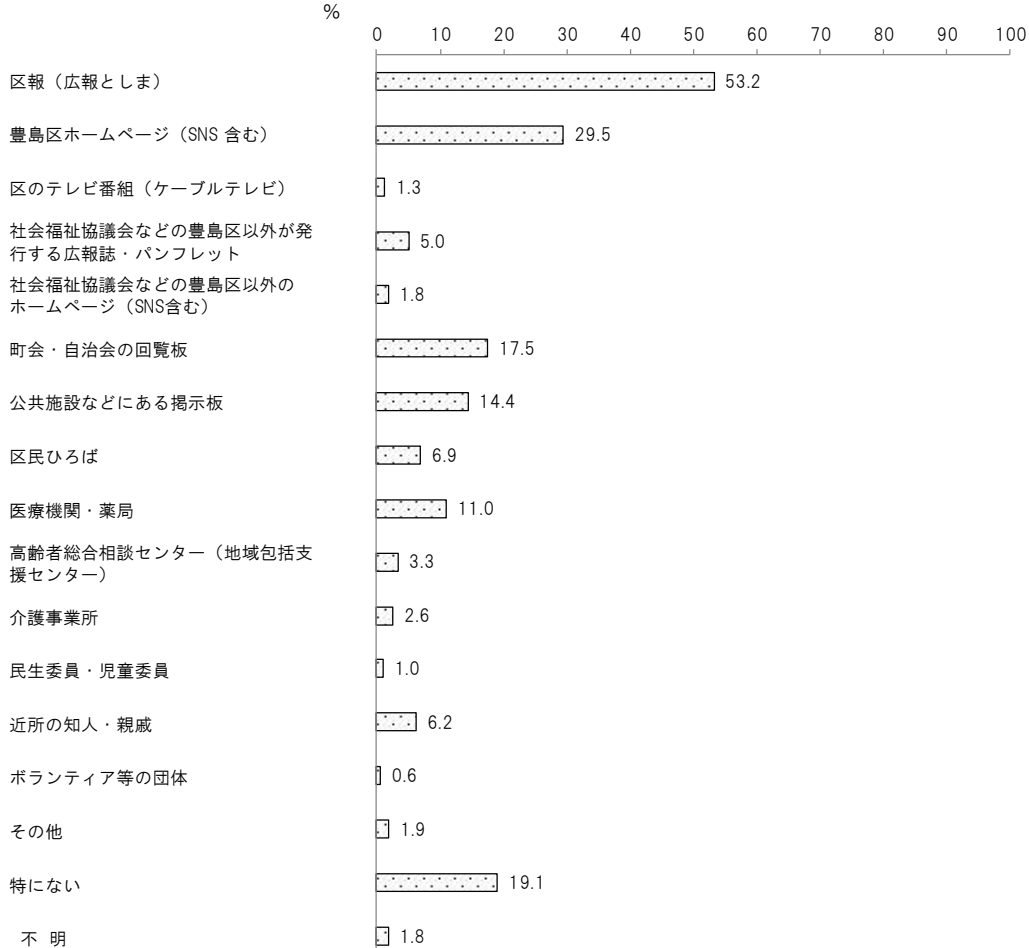 %
0 10 20 30 40 50 60 70 80 90 100
区報（広報としま） 53.2
豊島区ホームページ（SNS 含む） 29.5
区のテレビ番組（ケーブルテレビ） 1.3
社会福祉協議会などの豊島区以外が発
行する広報誌・パンフレット 5.0
社会福祉協議会などの豊島区以外の
ホームページ（SNS含む） 1.8
町会・自治会の回覧板 17.5
公共施設などにある掲示板 14.4
区民ひろば 6.9
医療機関・薬局 11.0
高齢者総合相談センター（地域包括支
援センター） 3.3
介護事業所 2.6
民生委員・児童委員 1.0
近所の知人・親戚 6.2
ボランティア等の団体 0.6
その他 1.9
特にない 19.1
不 明 1.8